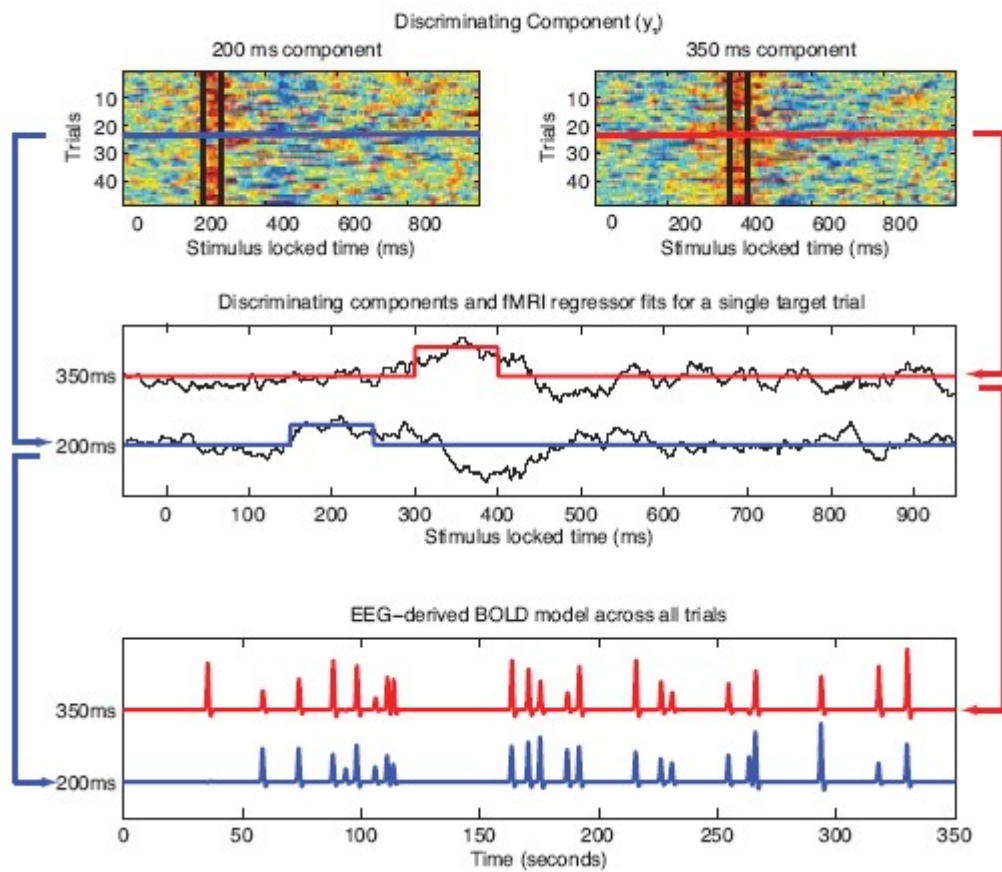 Discriminating Component (yτ)
200 ms component
350 ms component
Trials
10
20
30
40
0 200 400 600 800
Stimulus locked time (ms)
10
20
30
40
0 200 400 600 800
Stimulus locked time (ms)
Discriminating components and fMRI regressor fits for a single target trial
350ms
200ms
0 100 200 300 400 500 600 700 800 900
Stimulus locked time (ms)
EEG-derived BOLD model across all trials
350ms
200ms
0 50 100 150 200 250 300 350
Time (seconds)